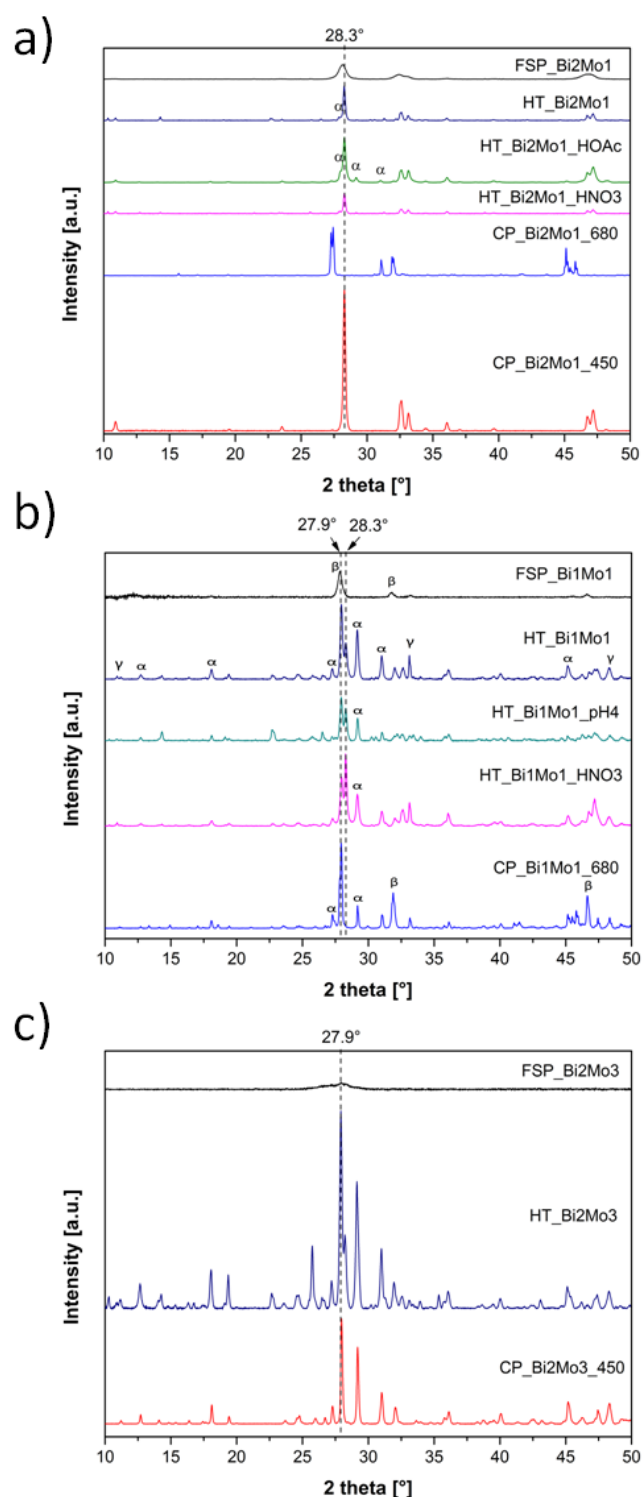 a)
28.3°
FSP_Bi2Mo1
HT_Bi2Mo1
α
HT_Bi2Mo1_HOAc
α α α
HT_Bi2Mo1_HNO3
CP_Bi2Mo1_680
CP_Bi2Mo1_450
Intensity [a.u.]
10 15 20 25 30 35 40 45 50
2 theta [°]
b)
27.9° 28.3°
β β
FSP_Bi1Mo1
HT_Bi1Mo1
γ α α α α α γ α γ
HT_Bi1Mo1_pH4
α
HT_Bi1Mo1_HNO3
α
CP_Bi1Mo1_680
α α β β
Intensity [a.u.]
10 15 20 25 30 35 40 45 50
2 theta [°]
c)
27.9°
FSP_Bi2Mo3
HT_Bi2Mo3
CP_Bi2Mo3_450
Intensity [a.u.]
10 15 20 25 30 35 40 45 50
2 theta [°]